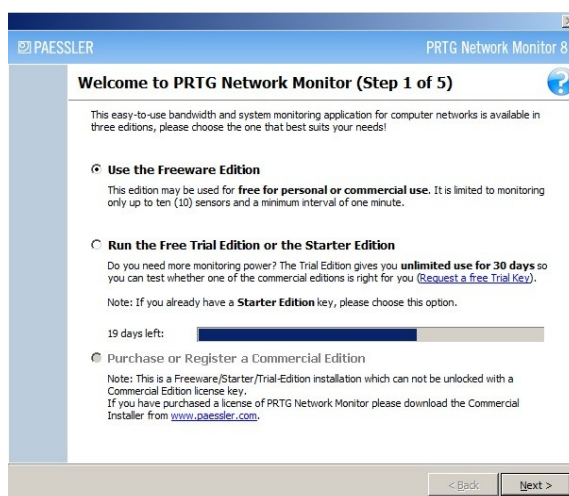 PAESSLER
PRTG Network Monitor 8
Welcome to PRTG Network Monitor (Step 1 of 5)
?
This easy-to-use bandwidth and system monitoring application for computer networks is available in
three editions, please choose the one that best suits your needs!
Use the Freeware Edition
This edition may be used for free for personal or commercial use. It is limited to monitoring
only up to ten (10) sensors and a minimum interval of one minute.
Run the Free Trial Edition or the Starter Edition
Do you need more monitoring power? The Trial Edition gives you unlimited use for 30 days so
you can test whether one of the commercial editions is right for you (Request a free Trial Key).
Note: If you already have a Starter Edition key, please choose this option.
19 days left:
Purchase or Register a Commercial Edition
Note: This is a Freeware/Starter/Trial-Edition installation which can not be unlocked with a
Commercial Edition license key.
If you have purchased a license of PRTG Network Monitor please download the Commercial
Installer from www.paessler.com.
< Back
Next >